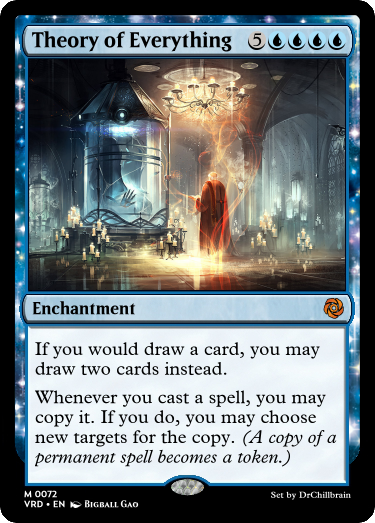 Theory of Everything 5
Enchantment
If you would draw a card, you may
draw two cards instead.
Whenever you cast a spell, you may
copy it. If you do, you may choose
new targets for the copy. (A copy of a
permanent spell becomes a token.)
M 0072
VRD • EN Bigball Gao
Set by DrChillbrain